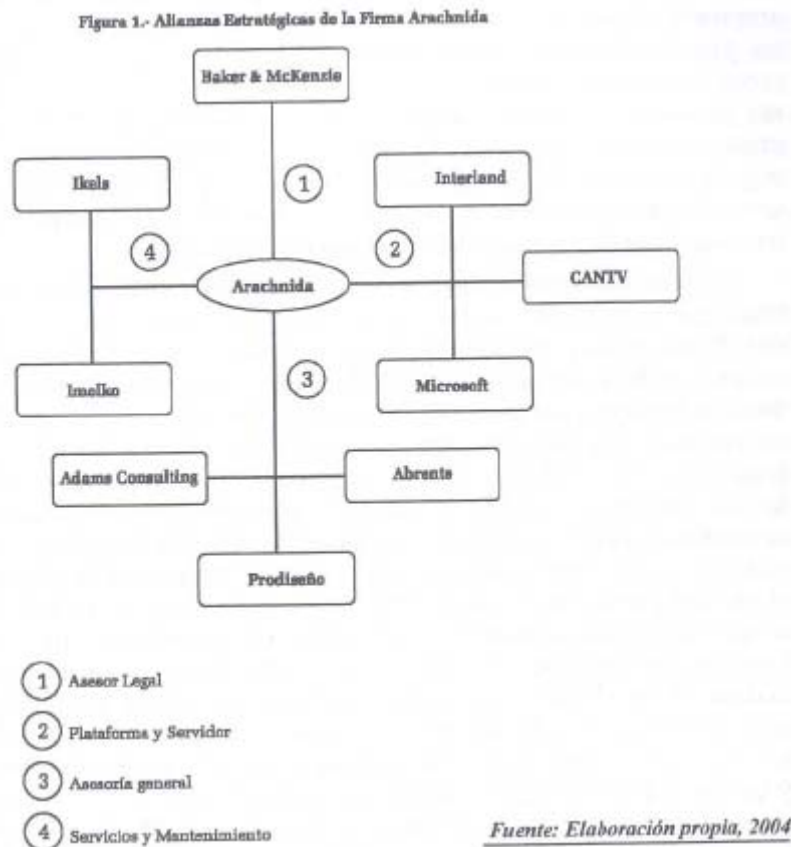 Figura 1.- Alianzas Estratégicas de la Firma Arachnida
Baker & McKenzie
Ikels
1
Interland
4
2
Arachnida
CANTV
Imelko
3
Microsoft
Adams Consulting
Abrente
Prodiseño
1 Asesor Legal
2 Plataforma y Servidor
3 Asesoría general
4 Servicios y Mantenimiento
Fuente: Elaboración propia, 2004